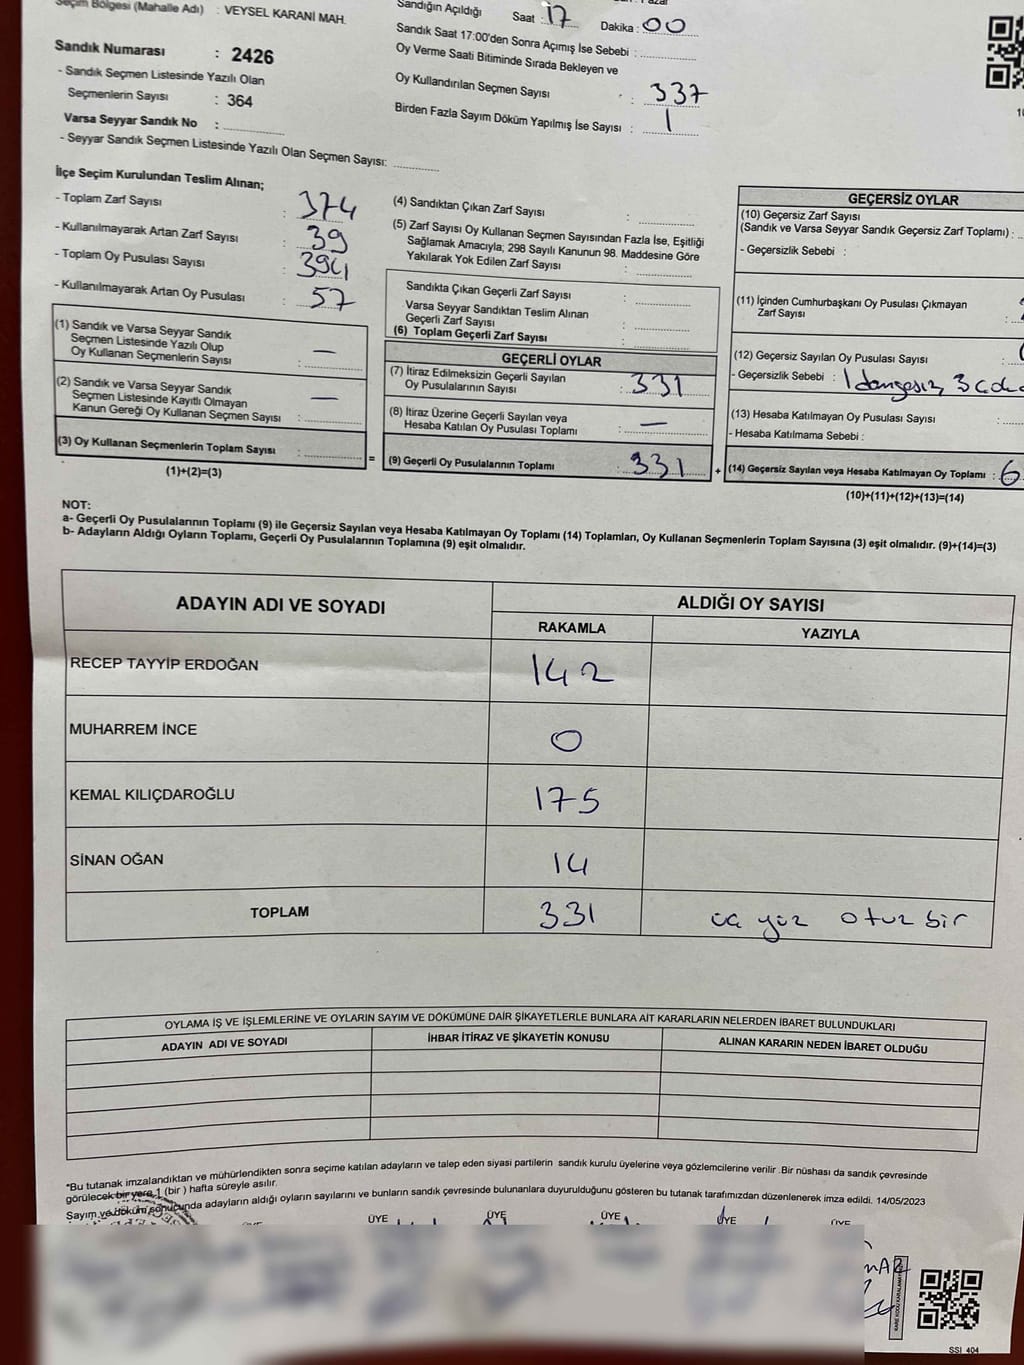 Seçim Bölgesi (Mahalle Adı) : VEYSEL KARANİ MAH.
Sandık Numarası : 2426
- Sandık Seçmen Listesinde Yazılı Olan
Seçmenlerin Sayısı : 364
Varsa Seyyar Sandık No :
- Seyyar Sandık Seçmen Listesinde Yazılı Olan Seçmen Sayısı:
Sandığın Açıldığı Saat : 17 Dakika : 00
Sandık Saat 17:00'den Sonra Açımış İse Sebebi :
Oy Verme Saati Bitiminde Sırada Bekleyen ve
Oy Kullandırılan Seçmen Sayısı : 337
Birden Fazla Sayım Döküm Yapılmış İse Sayısı : 1
İlçe Seçim Kurulundan Teslim Alınan;
- Toplam Zarf Sayısı : 374
- Kullanılmayarak Artan Zarf Sayısı : 39
- Toplam Oy Pusulası Sayısı : 394
- Kullanılmayarak Artan Oy Pusulası : 57
(1) Sandık ve Varsa Seyyar Sandık
Seçmen Listesinde Yazılı Olup
Oy Kullanan Seçmenlerin Sayısı : —
(2) Sandık ve Varsa Seyyar Sandık
Seçmen Listesinde Kayıtlı Olmayan
Kanun Gereği Oy Kullanan Seçmen Sayısı : —
(3) Oy Kullanan Seçmenlerin Toplam Sayısı : =
(1)+(2)=(3)
(4) Sandıktan Çıkan Zarf Sayısı :
(5) Zarf Sayısı Oy Kullanan Seçmen Sayısından Fazla İse, Eşitliği
Sağlamak Amacıyla; 298 Sayılı Kanunun 98. Maddesine Göre
Yakılarak Yok Edilen Zarf Sayısı :
Sandıkta Çıkan Geçerli Zarf Sayısı :
Varsa Seyyar Sandıktan Teslim Alınan
Geçerli Zarf Sayısı :
(6) Toplam Geçerli Zarf Sayısı :
GEÇERLİ OYLAR
(7) İtiraz Edilmeksizin Geçerli Sayılan
Oy Pusulalarının Sayısı : 331
(8) İtiraz Üzerine Geçerli Sayılan veya
Hesaba Katılan Oy Pusulası Toplamı : —
(9) Geçerli Oy Pusulalarının Toplamı : 331 +
GEÇERSİZ OYLAR
(10) Geçersiz Zarf Sayısı
(Sandık ve Varsa Seyyar Sandık Geçersiz Zarf Toplamı) :
- Geçersizlik Sebebi :
(11) İçinden Cumhurbaşkanı Oy Pusulası Çıkmayan
Zarf Sayısı :
(12) Geçersiz Sayılan Oy Pusulası Sayısı :
- Geçersizlik Sebebi :
(13) Hesaba Katılmayan Oy Pusulası Sayısı :
- Hesaba Katılmama Sebebi :
(14) Geçersiz Sayılan veya Hesaba Katılmayan Oy Toplamı : 6
(10)+(11)+(12)+(13)=(14)
NOT:
a- Geçerli Oy Pusulalarının Toplamı (9) ile Geçersiz Sayılan veya Hesaba Katılmayan Oy Toplamı (14) Toplamları, Oy Kullanan Seçmenlerin Toplam Sayısına (3) eşit olmalıdır. (9)+(14)=(3)
b- Adayların Aldığı Oyların Toplamı, Geçerli Oy Pusulalarının Toplamına (9) eşit olmalıdır.
ADAYIN ADI VE SOYADI ALDIĞI OY SAYISI
RAKAMLA YAZIYLA
RECEP TAYYİP ERDOĞAN 142
MUHARREM İNCE 0
KEMAL KILIÇDAROĞLU 175
SİNAN OĞAN 14
TOPLAM 331 üç yüz otuz bir
OYLAMA İŞ VE İŞLEMLERİNE VE OYLARIN SAYIM VE DÖKÜMÜNE DAİR ŞİKAYETLERLE BUNLARA AİT KARARLARIN NELERDEN İBARET BULUNDUKLARI
ADAYIN ADI VE SOYADI İHBAR İTİRAZ VE ŞİKAYETİN KONUSU ALINAN KARARIN NEDEN İBARET OLDUĞU
*Bu tutanak imzalandıktan ve mühürlendikten sonra seçime katılan adayların ve talep eden siyasi partilerin sandık kurulu üyelerine veya gözlemcilerine verilir .Bir nüshası da sandık çevresinde
görülecek bir yere 1 (bir ) hafta süreyle asılır.
Sayım ve döküm sonucunda adayların aldığı oyların sayılarını ve bunların sandık çevresinde bulunanlara duyurulduğunu gösteren bu tutanak tarafımızdan düzenlenerek imza edildi. 14/05/2023
ÜYE ÜYE ÜYE ÜYE ÜYE
SSİ 404